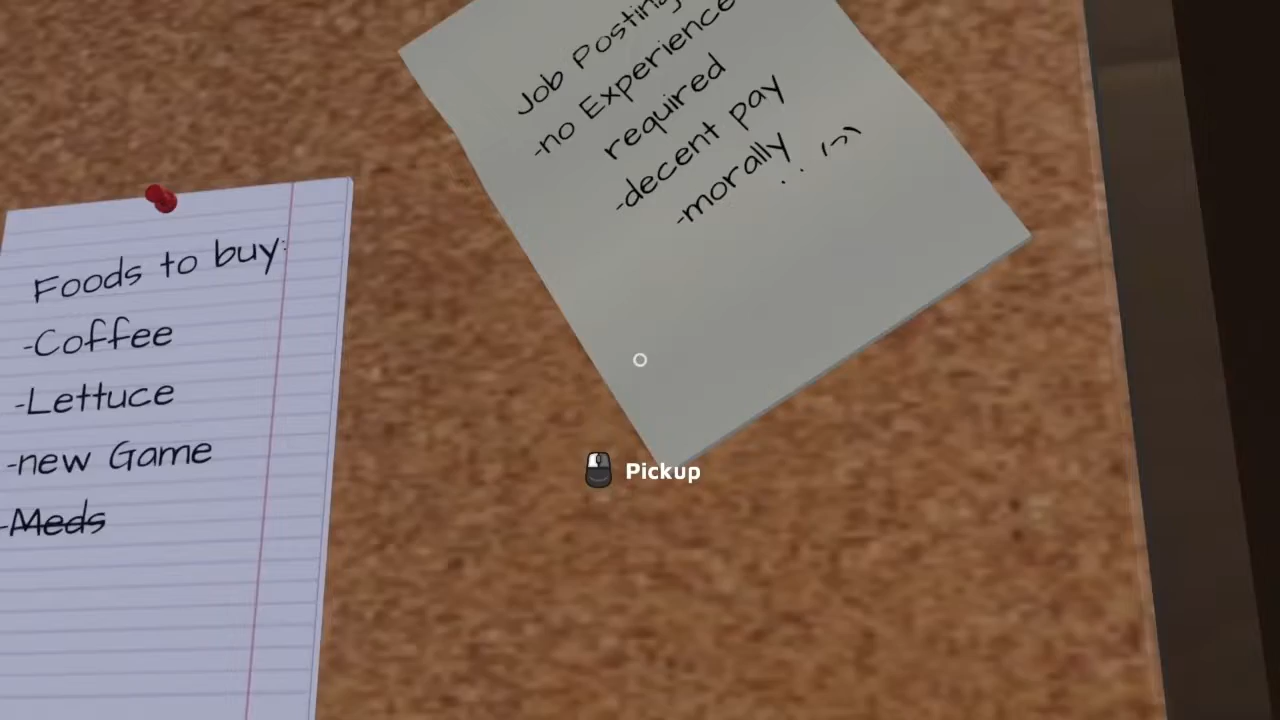 Foods to buy:
-Coffee
-Lettuce
-new Game
-Meds
Job Posting
-no Experience
required
-decent pay
-morally
Pickup